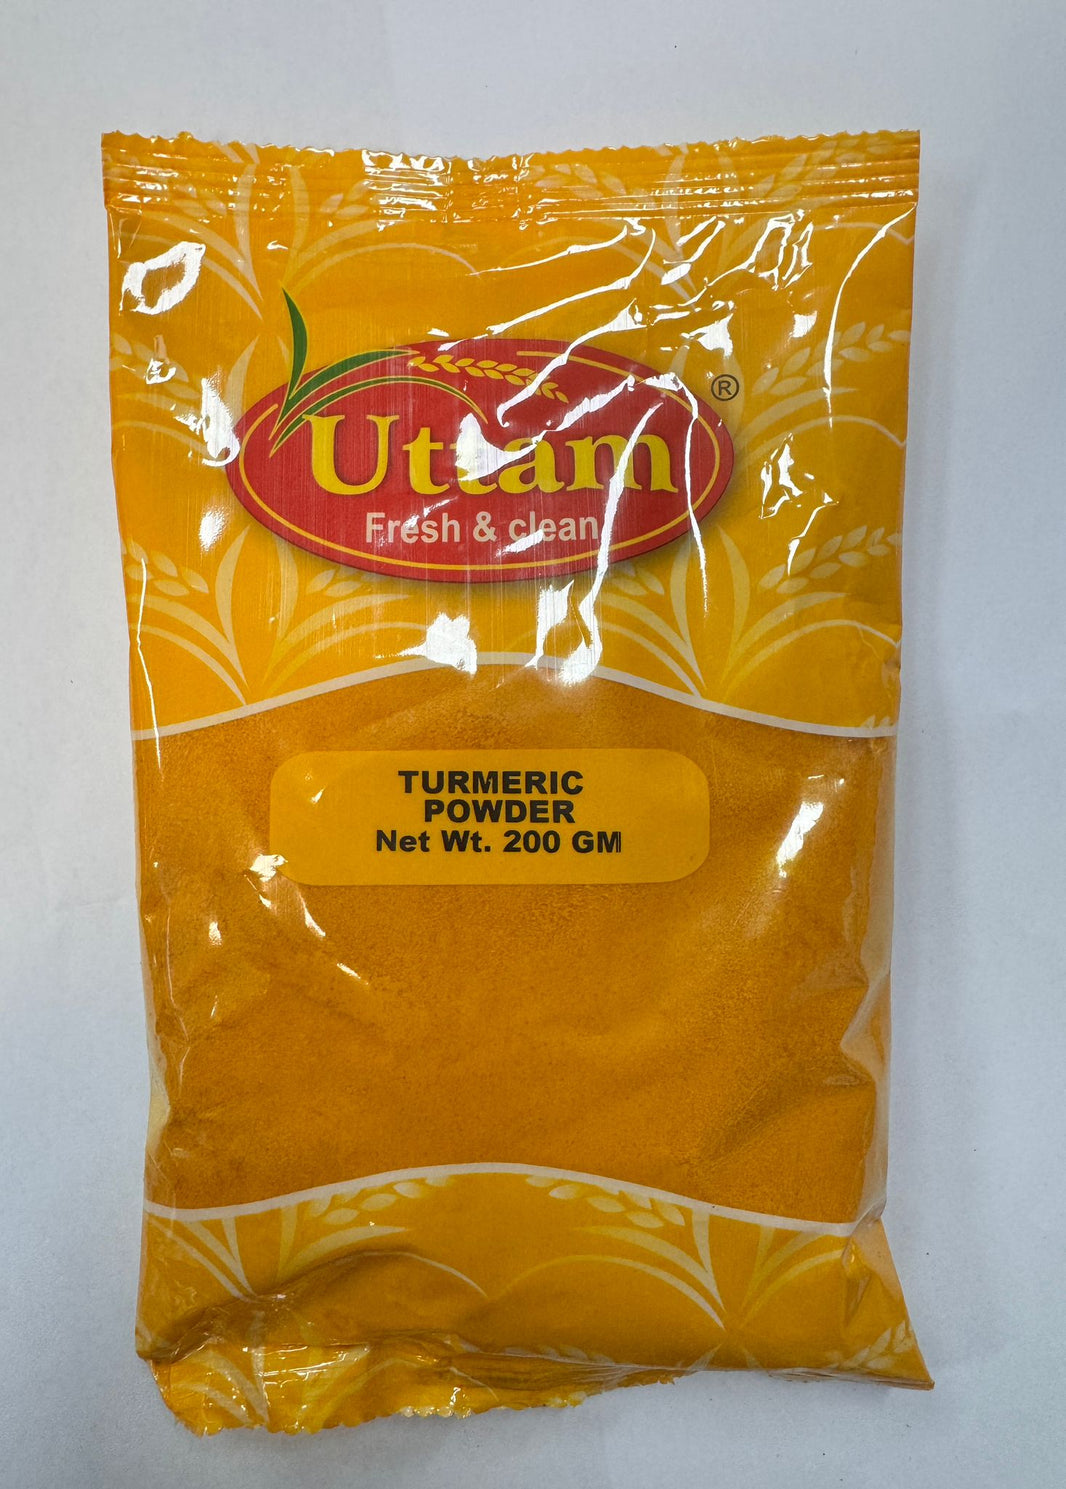 Uttam
®
Fresh & clean
TURMERIC
POWDER
Net Wt. 200 GM